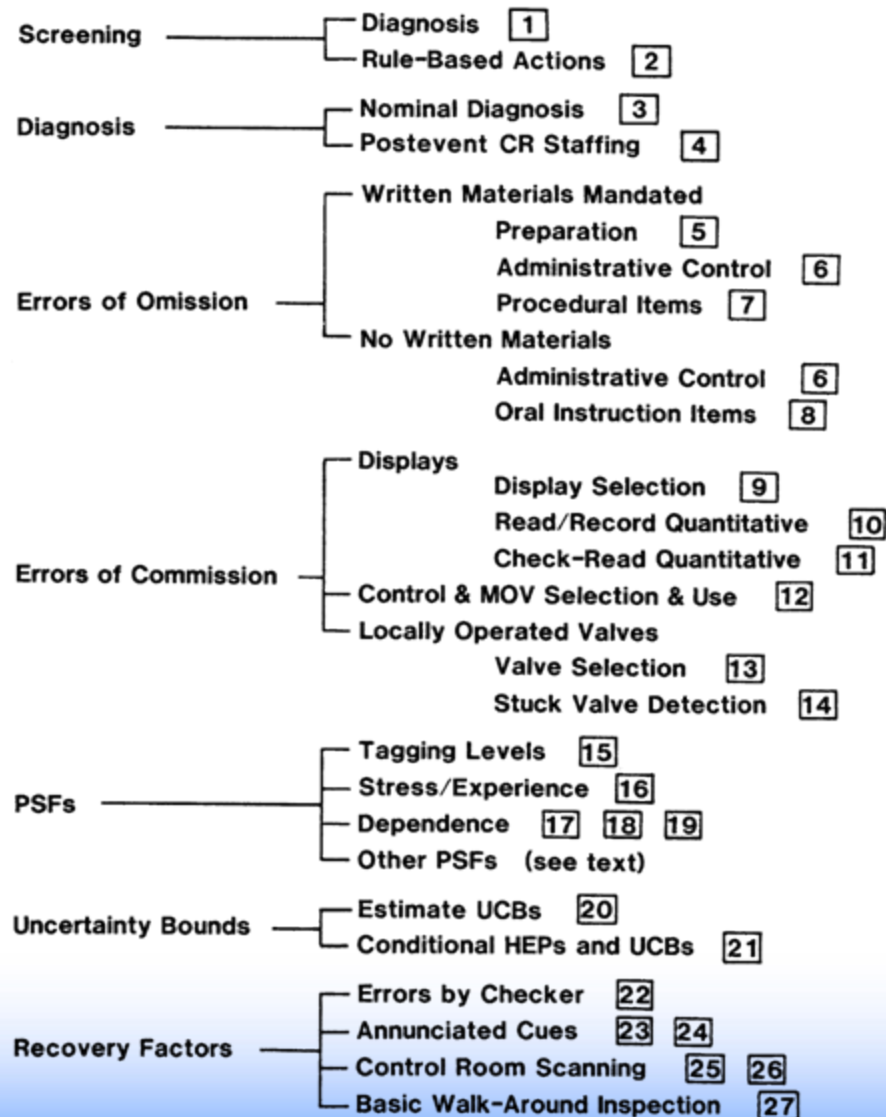 Screening
Diagnosis 1
Rule-Based Actions 2
Diagnosis
Nominal Diagnosis 3
Postevent CR Staffing 4
Errors of Omission
Written Materials Mandated
Preparation 5
Administrative Control 6
Procedural Items 7
No Written Materials
Administrative Control 6
Oral Instruction Items 8
Errors of Commission
Displays
Display Selection 9
Read/Record Quantitative 10
Check-Read Quantitative 11
Control & MOV Selection & Use 12
Locally Operated Valves
Valve Selection 13
Stuck Valve Detection 14
PSFs
Tagging Levels 15
Stress/Experience 16
Dependence 17 18 19
Other PSFs (see text)
Uncertainty Bounds
Estimate UCBs 20
Conditional HEPs and UCBs 21
Recovery Factors
Errors by Checker 22
Annunciated Cues 23 24
Control Room Scanning 25 26
Basic Walk-Around Inspection 27